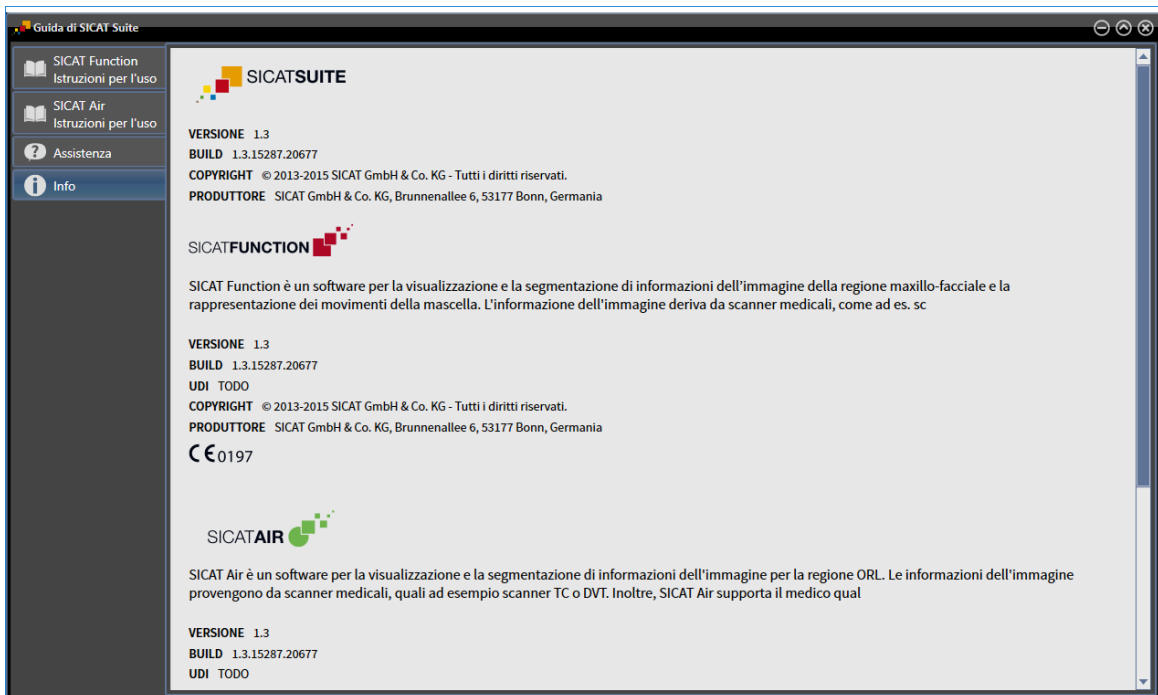 Guida di SICAT Suite
SICAT Function
Istruzioni per l'uso
SICAT Air
Istruzioni per l'uso
Assistenza
Info
SICATSUITE
VERSIONE 1.3
BUILD 1.3.15287.20677
COPYRIGHT © 2013-2015 SICAT GmbH & Co. KG - Tutti i diritti riservati.
PRODUTTORE SICAT GmbH & Co. KG, Brunnenallee 6, 53177 Bonn, Germania
SICATFUNCTION
SICAT Function è un software per la visualizzazione e la segmentazione di informazioni dell’immagine della regione maxillo-facciale e la
rappresentazione dei movimenti della mascella. L'informazione dell'immagine deriva da scanner medicali, come ad es. sc
VERSIONE 1.3
BUILD 1.3.15287.20677
UDI TODO
COPYRIGHT © 2013-2015 SICAT GmbH & Co. KG - Tutti i diritti riservati.
PRODUTTORE SICAT GmbH & Co. KG, Brunnenallee 6, 53177 Bonn, Germania
CE0197
SICATAIR
SICAT Air è un software per la visualizzazione e la segmentazione di informazioni dell'immagine per la regione ORL. Le informazioni dell'immagine
provengono da scanner medicali, quali ad esempio scanner TC o DVT. Inoltre, SICAT Air supporta il medico qual
VERSIONE 1.3
BUILD 1.3.15287.20677
UDI TODO